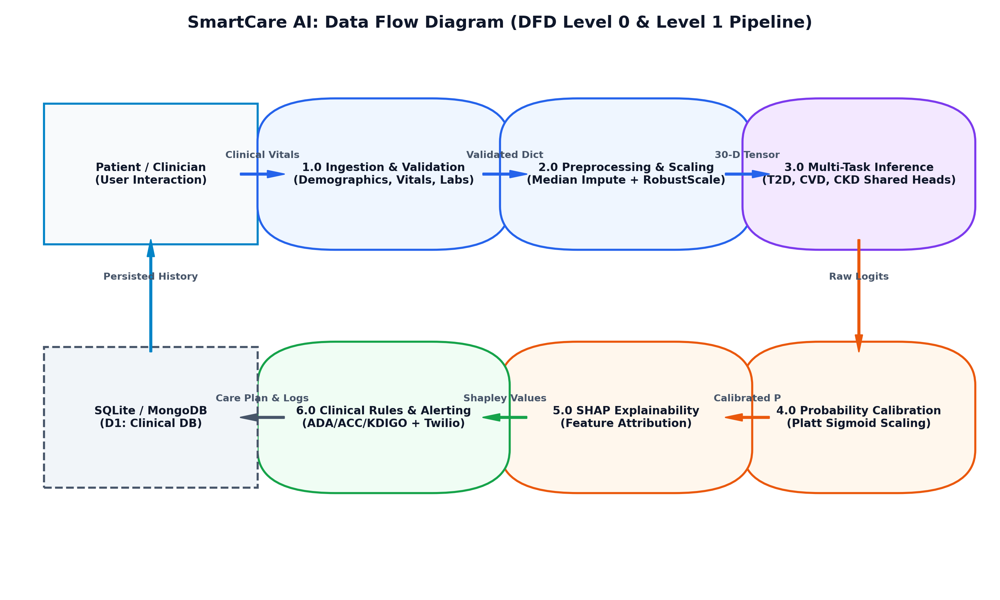 SmartCare AI: Data Flow Diagram (DFD Level 0 & Level 1 Pipeline)
Clinical Vitals
Validated Dict
30-D Tensor
Patient / Clinician
(User Interaction)
1.0 Ingestion & Validation
(Demographics, Vitals, Labs)
2.0 Preprocessing & Scaling
(Median Impute + RobustScale)
3.0 Multi-Task Inference
(T2D, CVD, CKD Shared Heads)
Persisted History
Raw Logits
Care Plan & Logs
Shapley Values
Calibrated P
SQLite / MongoDB
(D1: Clinical DB)
6.0 Clinical Rules & Alerting
(ADA/ACC/KDIGO + Twilio)
5.0 SHAP Explainability
(Feature Attribution)
4.0 Probability Calibration
(Platt Sigmoid Scaling)